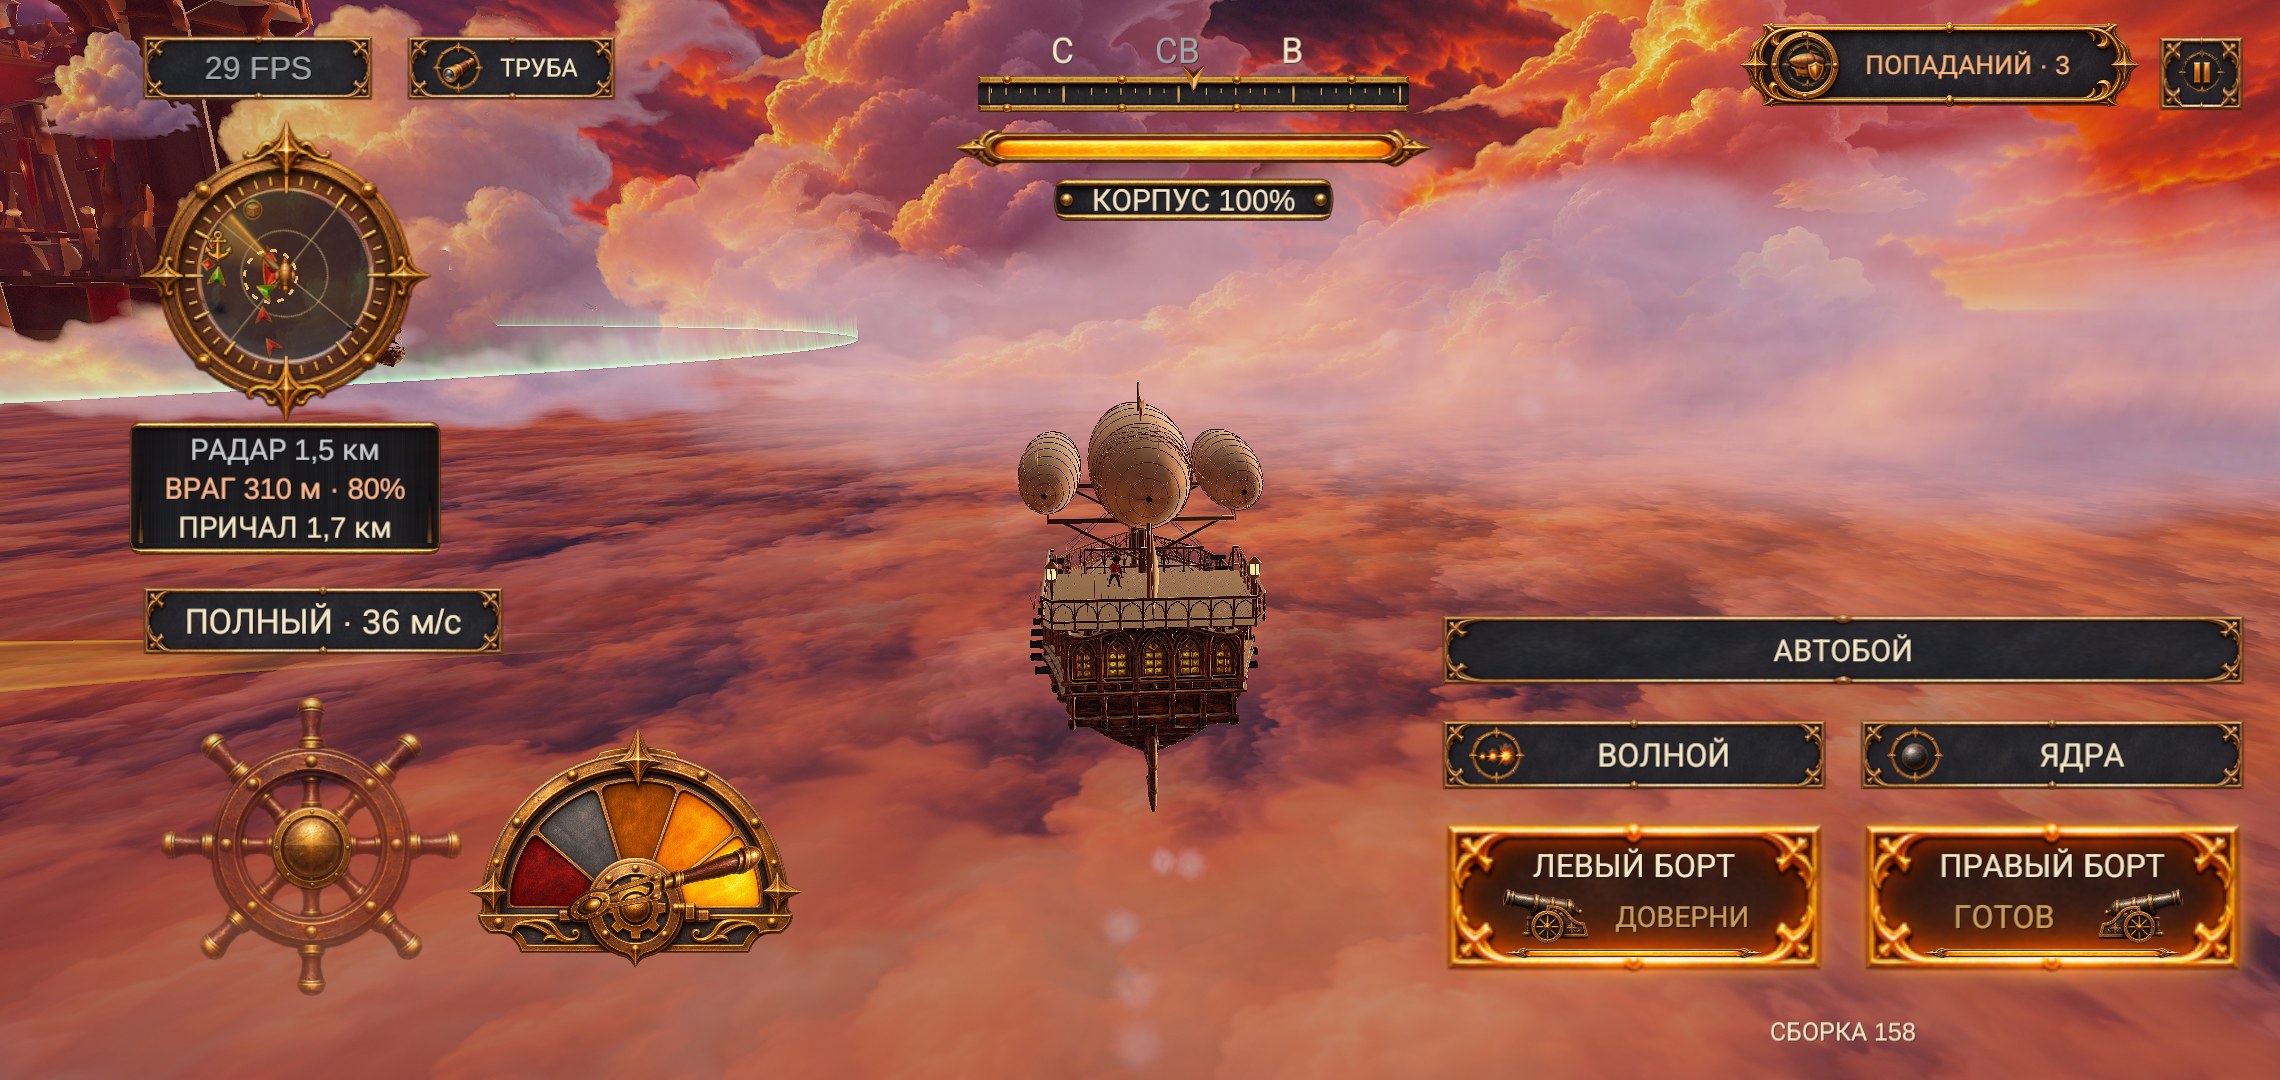 29 FPS
ТРУБА
С СВ В
ПОПАДАНИЙ · 3
КОРПУС 100%
РАДАР 1,5 км
ВРАГ 310 м · 80%
ПРИЧАЛ 1,7 км
ПОЛНЫЙ · 36 м/с
АВТОБОЙ
ВОЛНОЙ
ЯДРА
ЛЕВЫЙ БОРТ
ДОВЕРНИ
ПРАВЫЙ БОРТ
ГОТОВ
СБОРКА 158